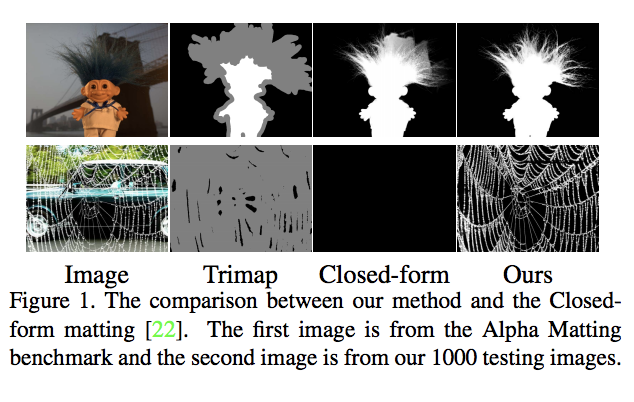 Image Trimap Closed-form Ours
Figure 1. The comparison between our method and the Closed-
form matting [22]. The first image is from the Alpha Matting
benchmark and the second image is from our 1000 testing images.